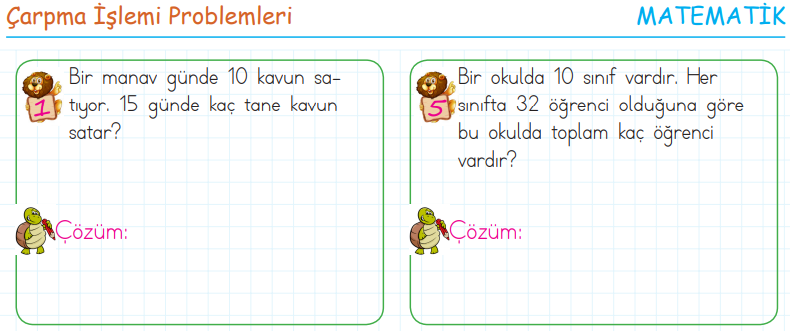 Çarpma İşlemi Problemleri
MATEMATİK
1
Bir manav günde 10 kavun sa-
tıyor. 15 günde kaç tane kavun
satar?
Çözüm:
5
Bir okulda 10 sınıf vardır. Her
sınıfta 32 öğrenci olduğuna göre
bu okulda toplam kaç öğrenci
vardır?
Çözüm: